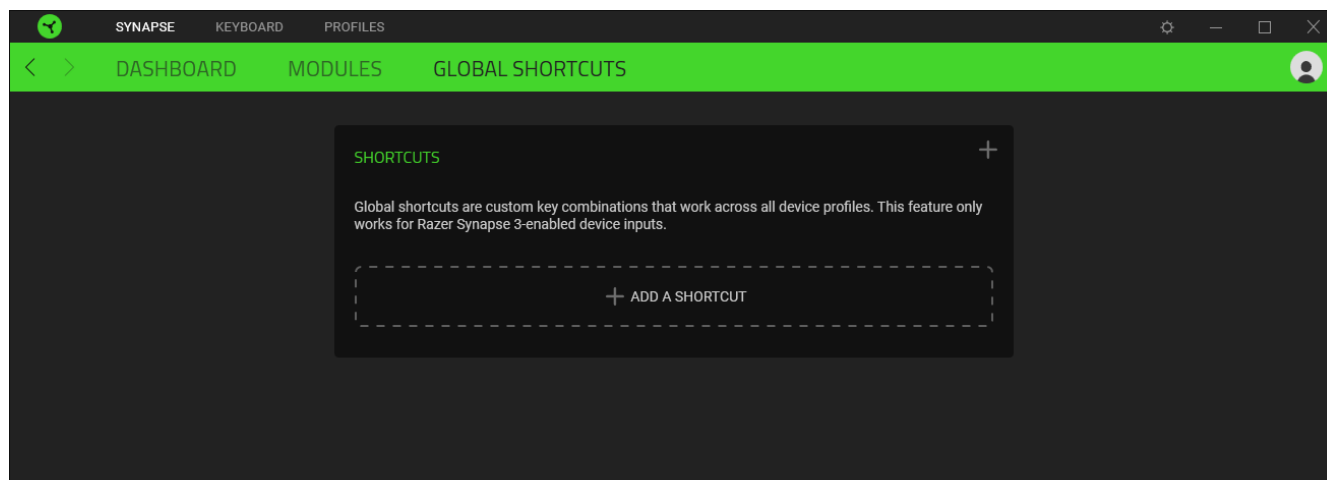 SYNAPSE KEYBOARD PROFILES
DASHBOARD MODULES GLOBAL SHORTCUTS
SHORTCUTS
Global shortcuts are custom key combinations that work across all device profiles. This feature only
works for Razer Synapse 3-enabled device inputs.
ADD A SHORTCUT